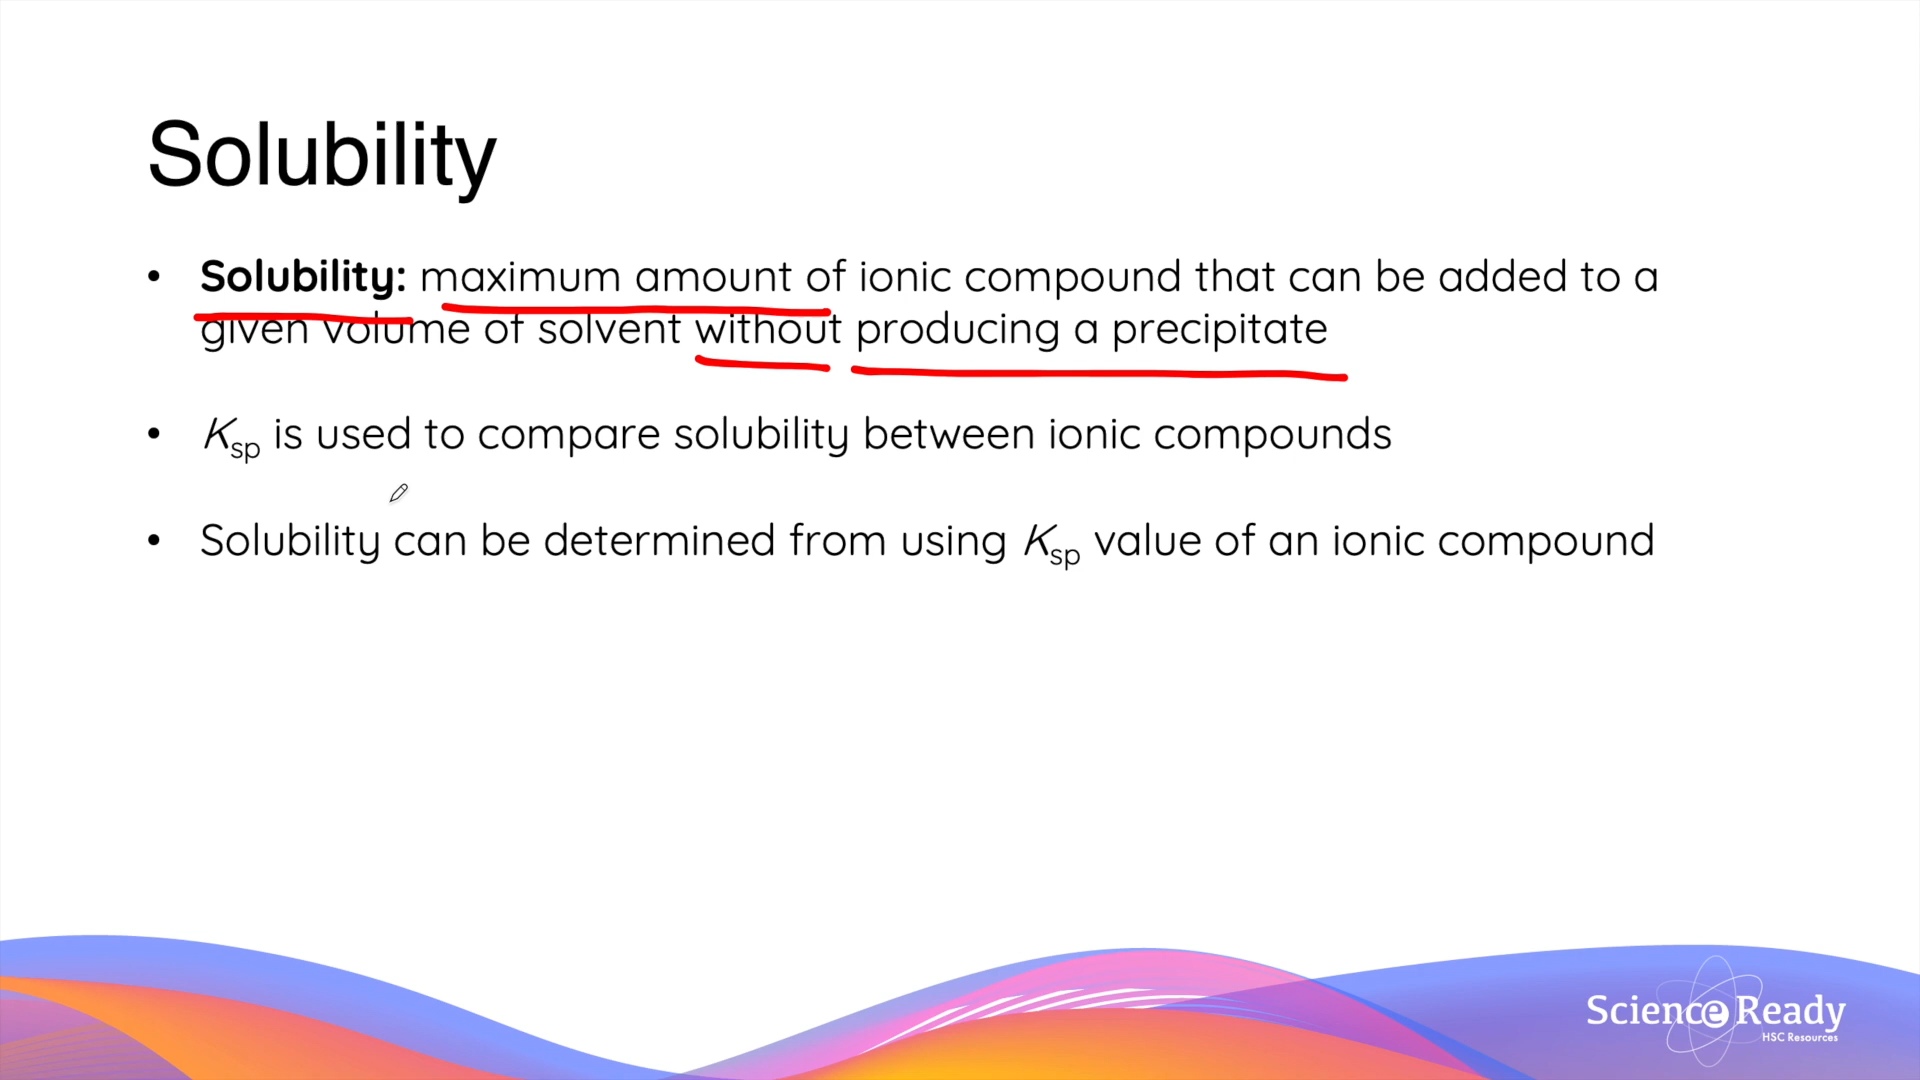 Solubility
• Solubility: maximum amount of ionic compound that can be added to a
given volume of solvent without producing a precipitate
• Ksp is used to compare solubility between ionic compounds
• Solubility can be determined from using Ksp value of an ionic compound
Science Ready
HSC Resources